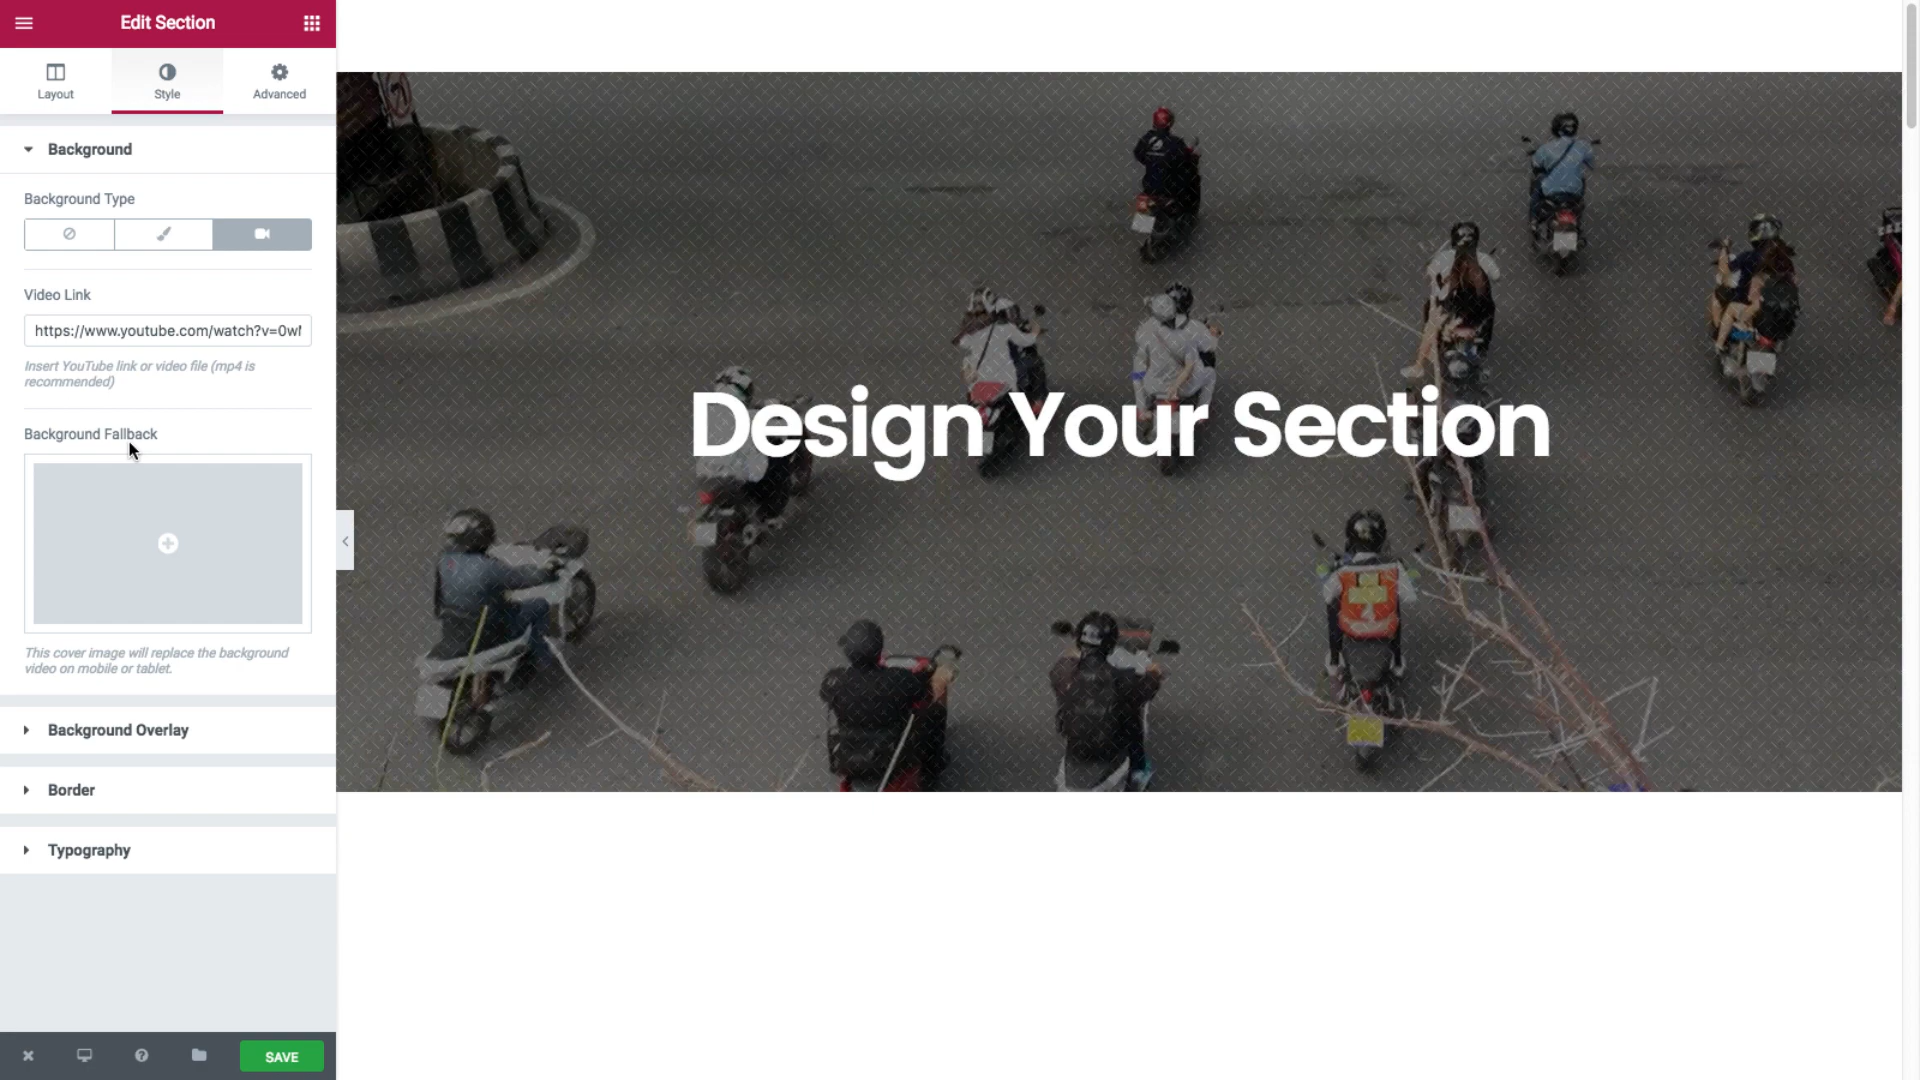 Edit Section
Layout
Style
Advanced
Background
Background Type
Video Link
https://www.youtube.com/watch?v=0wf
Insert YouTube link or video file (mp4 is
recommended)
Background Fallback
This cover image will replace the background
video on mobile or tablet.
Background Overlay
Border
Typography
SAVE
Design Your Section